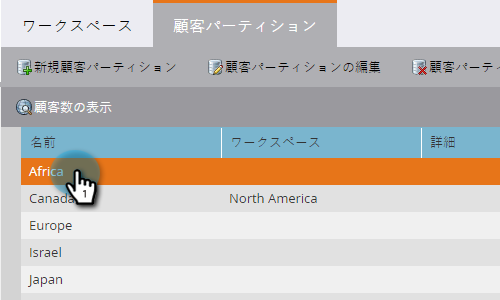 ワークスペース 顧客パーティション
新規顧客パーティション 顧客パーティションの編集 顧客パーティ
顧客数の表示
名前 ワークスペース 詳細
Africa
1
Canada North America
Europe
Israel
Japan